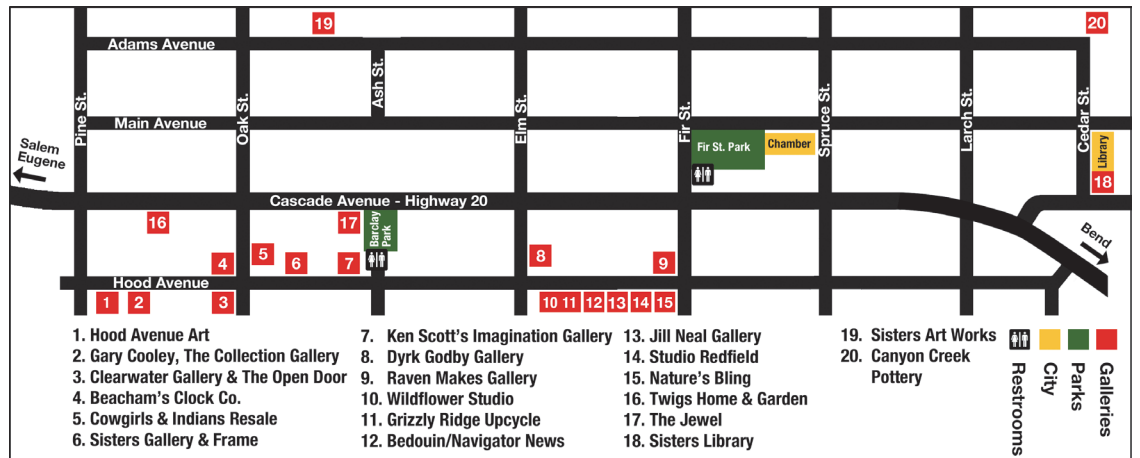 19
20
Adams Avenue
Pine St.
Oak St.
Ash St.
Elm St.
Fir St.
Spruce St.
Larch St.
Cedar St.
Main Avenue
Fir St. Park
Chamber
Library
18
Salem
Eugene
Cascade Avenue - Highway 20
16
17
Barclay
Park
Bend
4
5
6
7
8
9
Hood Avenue
1
2
3
10
11
12
13
14
15
1. Hood Avenue Art
2. Gary Cooley, The Collection Gallery
3. Clearwater Gallery & The Open Door
4. Beacham's Clock Co.
5. Cowgirls & Indians Resale
6. Sisters Gallery & Frame
7. Ken Scott's Imagination Gallery
8. Dyrk Godby Gallery
9. Raven Makes Gallery
10. Wildflower Studio
11. Grizzly Ridge Upcycle
12. Bedouin/Navigator News
13. Jill Neal Gallery
14. Studio Redfield
15. Nature's Bling
16. Twigs Home & Garden
17. The Jewel
18. Sisters Library
19. Sisters Art Works
20. Canyon Creek
Pottery
Restrooms
City
Parks
Galleries